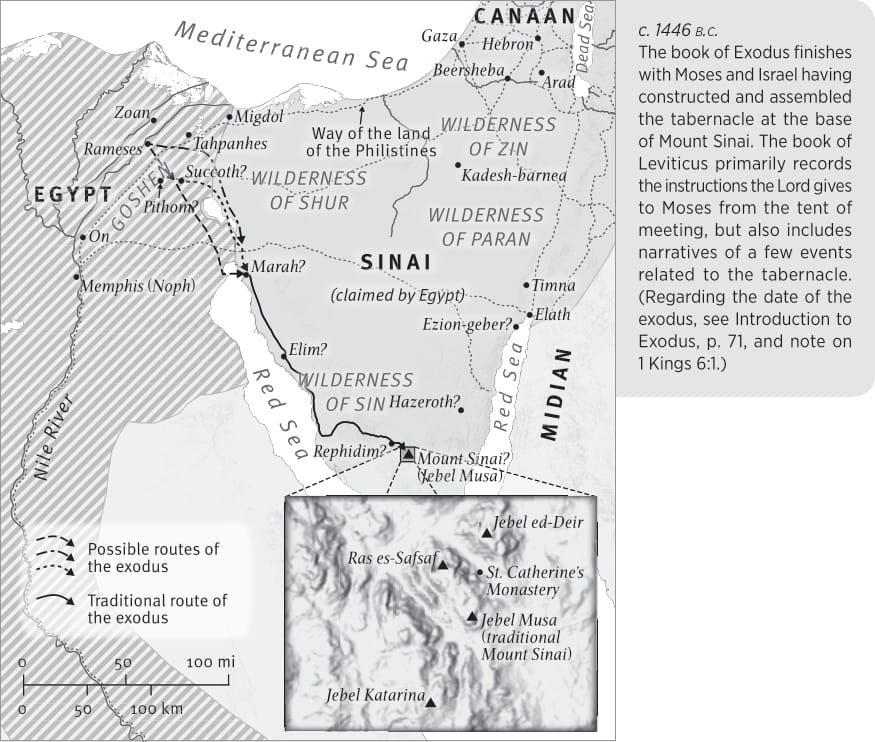 CANAAN
Mediterranean Sea
Gaza
Hebron
Dead Sea
Beersheba
Arad
Zoan
Migdol
Way of the land
of the Philistines
WILDERNESS
OF ZIN
Rameses
Tahpanhes
Succoth?
WILDERNESS
OF SHUR
Kadesh-barnea
EGYPT
GOSHEN
Pithom?
WILDERNESS
OF PARAN
On
SINAI
(claimed by Egypt)
Marah?
Memphis (Noph)
Timna
Elath
Ezion-geber?
Elim?
MIDIAN
Red Sea
Red Sea
WILDERNESS
OF SIN
Hazeroth?
Nile River
Rephidim?
Mount Sinai?
(Jebel Musa)
Jebel ed-Deir
Ras es-Safsaf
St. Catherine's
Monastery
Jebel Musa
(traditional
Mount Sinai)
Jebel Katarina
Possible routes of
the exodus
Traditional route of
the exodus
0 50 100 mi
0 50 100 km
c. 1446 B.C.
The book of Exodus finishes
with Moses and Israel having
constructed and assembled
the tabernacle at the base
of Mount Sinai. The book of
Leviticus primarily records
the instructions the Lord gives
to Moses from the tent of
meeting, but also includes
narratives of a few events
related to the tabernacle.
(Regarding the date of the
exodus, see Introduction to
Exodus, p. 71, and note on
1 Kings 6:1.)